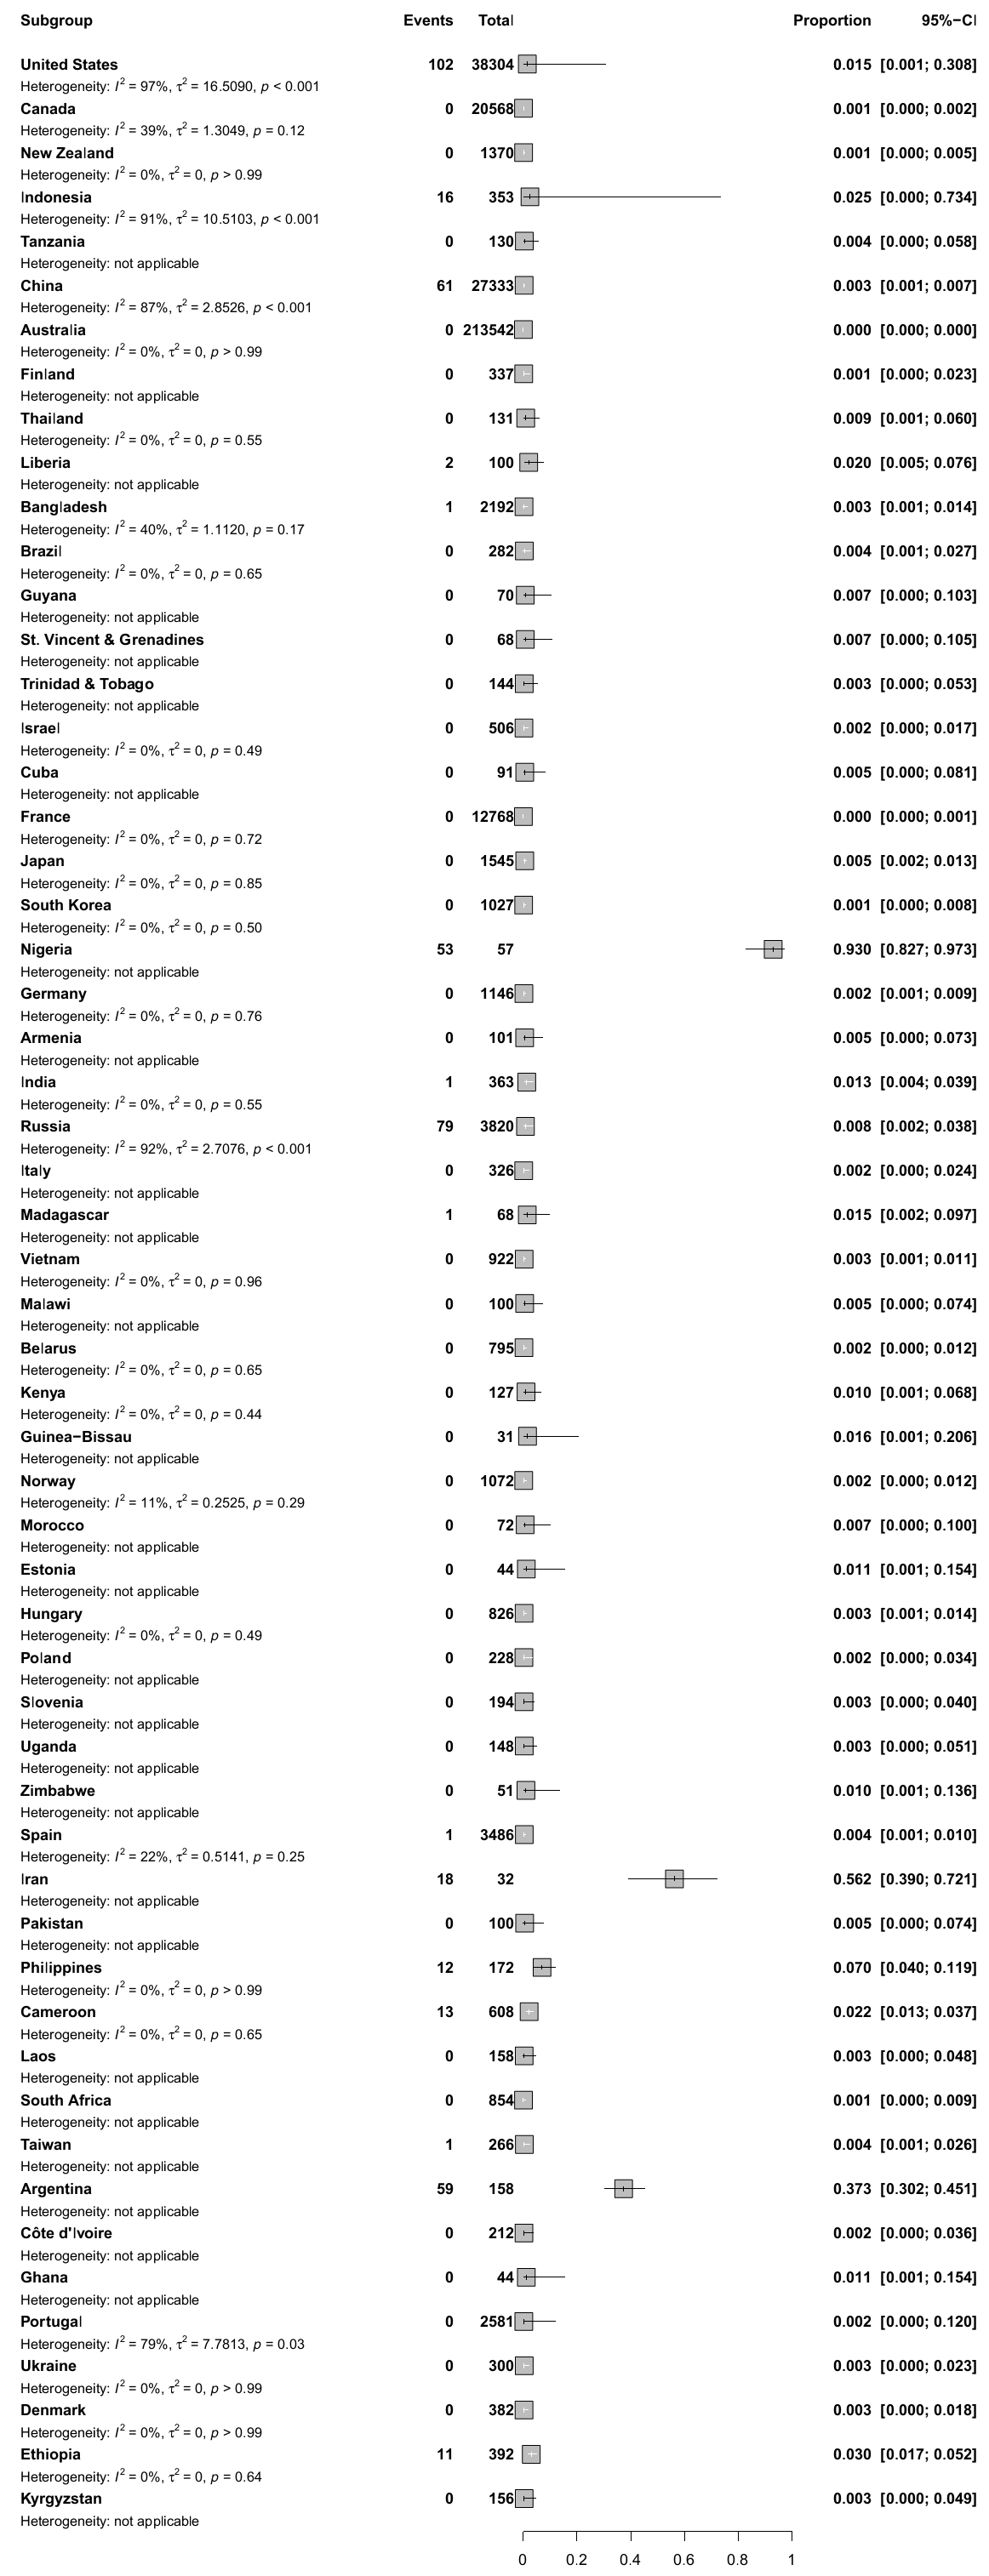 Subgroup Events Total Proportion 95%−CI
United States 102 38304 0.015 [0.001; 0.308]
Heterogeneity: I² = 97%, τ² = 16.5090, p < 0.001
Canada 0 20568 0.001 [0.000; 0.002]
Heterogeneity: I² = 39%, τ² = 1.3049, p = 0.12
New Zealand 0 1370 0.001 [0.000; 0.005]
Heterogeneity: I² = 0%, τ² = 0, p > 0.99
Indonesia 16 353 0.025 [0.000; 0.734]
Heterogeneity: I² = 91%, τ² = 10.5103, p < 0.001
Tanzania 0 130 0.004 [0.000; 0.058]
Heterogeneity: not applicable
China 61 27333 0.003 [0.001; 0.007]
Heterogeneity: I² = 87%, τ² = 2.8526, p < 0.001
Australia 0 213542 0.000 [0.000; 0.000]
Heterogeneity: I² = 0%, τ² = 0, p > 0.99
Finland 0 337 0.001 [0.000; 0.023]
Heterogeneity: not applicable
Thailand 0 131 0.009 [0.001; 0.060]
Heterogeneity: I² = 0%, τ² = 0, p = 0.55
Liberia 2 100 0.020 [0.005; 0.076]
Heterogeneity: not applicable
Bangladesh 1 2192 0.003 [0.001; 0.014]
Heterogeneity: I² = 40%, τ² = 1.1120, p = 0.17
Brazil 0 282 0.004 [0.001; 0.027]
Heterogeneity: I² = 0%, τ² = 0, p = 0.65
Guyana 0 70 0.007 [0.000; 0.103]
Heterogeneity: not applicable
St. Vincent & Grenadines 0 68 0.007 [0.000; 0.105]
Heterogeneity: not applicable
Trinidad & Tobago 0 144 0.003 [0.000; 0.053]
Heterogeneity: not applicable
Israel 0 506 0.002 [0.000; 0.017]
Heterogeneity: I² = 0%, τ² = 0, p = 0.49
Cuba 0 91 0.005 [0.000; 0.081]
Heterogeneity: not applicable
France 0 12768 0.000 [0.000; 0.001]
Heterogeneity: I² = 0%, τ² = 0, p = 0.72
Japan 0 1545 0.005 [0.002; 0.013]
Heterogeneity: I² = 0%, τ² = 0, p = 0.85
South Korea 0 1027 0.001 [0.000; 0.008]
Heterogeneity: I² = 0%, τ² = 0, p = 0.50
Nigeria 53 57 0.930 [0.827; 0.973]
Heterogeneity: not applicable
Germany 0 1146 0.002 [0.001; 0.009]
Heterogeneity: I² = 0%, τ² = 0, p = 0.76
Armenia 0 101 0.005 [0.000; 0.073]
Heterogeneity: not applicable
India 1 363 0.013 [0.004; 0.039]
Heterogeneity: I² = 0%, τ² = 0, p = 0.55
Russia 79 3820 0.008 [0.002; 0.038]
Heterogeneity: I² = 92%, τ² = 2.7076, p < 0.001
Italy 0 326 0.002 [0.000; 0.024]
Heterogeneity: not applicable
Madagascar 1 68 0.015 [0.002; 0.097]
Heterogeneity: not applicable
Vietnam 0 922 0.003 [0.001; 0.011]
Heterogeneity: I² = 0%, τ² = 0, p = 0.96
Malawi 0 100 0.005 [0.000; 0.074]
Heterogeneity: not applicable
Belarus 0 795 0.002 [0.000; 0.012]
Heterogeneity: I² = 0%, τ² = 0, p = 0.65
Kenya 0 127 0.010 [0.001; 0.068]
Heterogeneity: I² = 0%, τ² = 0, p = 0.44
Guinea−Bissau 0 31 0.016 [0.001; 0.206]
Heterogeneity: not applicable
Norway 0 1072 0.002 [0.000; 0.012]
Heterogeneity: I² = 11%, τ² = 0.2525, p = 0.29
Morocco 0 72 0.007 [0.000; 0.100]
Heterogeneity: not applicable
Estonia 0 44 0.011 [0.001; 0.154]
Heterogeneity: not applicable
Hungary 0 826 0.003 [0.001; 0.014]
Heterogeneity: I² = 0%, τ² = 0, p = 0.49
Poland 0 228 0.002 [0.000; 0.034]
Heterogeneity: not applicable
Slovenia 0 194 0.003 [0.000; 0.040]
Heterogeneity: not applicable
Uganda 0 148 0.003 [0.000; 0.051]
Heterogeneity: not applicable
Zimbabwe 0 51 0.010 [0.001; 0.136]
Heterogeneity: not applicable
Spain 1 3486 0.004 [0.001; 0.010]
Heterogeneity: I² = 22%, τ² = 0.5141, p = 0.25
Iran 18 32 0.562 [0.390; 0.721]
Heterogeneity: not applicable
Pakistan 0 100 0.005 [0.000; 0.074]
Heterogeneity: not applicable
Philippines 12 172 0.070 [0.040; 0.119]
Heterogeneity: I² = 0%, τ² = 0, p > 0.99
Cameroon 13 608 0.022 [0.013; 0.037]
Heterogeneity: I² = 0%, τ² = 0, p = 0.65
Laos 0 158 0.003 [0.000; 0.048]
Heterogeneity: not applicable
South Africa 0 854 0.001 [0.000; 0.009]
Heterogeneity: not applicable
Taiwan 1 266 0.004 [0.001; 0.026]
Heterogeneity: not applicable
Argentina 59 158 0.373 [0.302; 0.451]
Heterogeneity: not applicable
Côte d'Ivoire 0 212 0.002 [0.000; 0.036]
Heterogeneity: not applicable
Ghana 0 44 0.011 [0.001; 0.154]
Heterogeneity: not applicable
Portugal 0 2581 0.002 [0.000; 0.120]
Heterogeneity: I² = 79%, τ² = 7.7813, p = 0.03
Ukraine 0 300 0.003 [0.000; 0.023]
Heterogeneity: I² = 0%, τ² = 0, p > 0.99
Denmark 0 382 0.003 [0.000; 0.018]
Heterogeneity: I² = 0%, τ² = 0, p > 0.99
Ethiopia 11 392 0.030 [0.017; 0.052]
Heterogeneity: I² = 0%, τ² = 0, p = 0.64
Kyrgyzstan 0 156 0.003 [0.000; 0.049]
Heterogeneity: not applicable
0 0.2 0.4 0.6 0.8 1